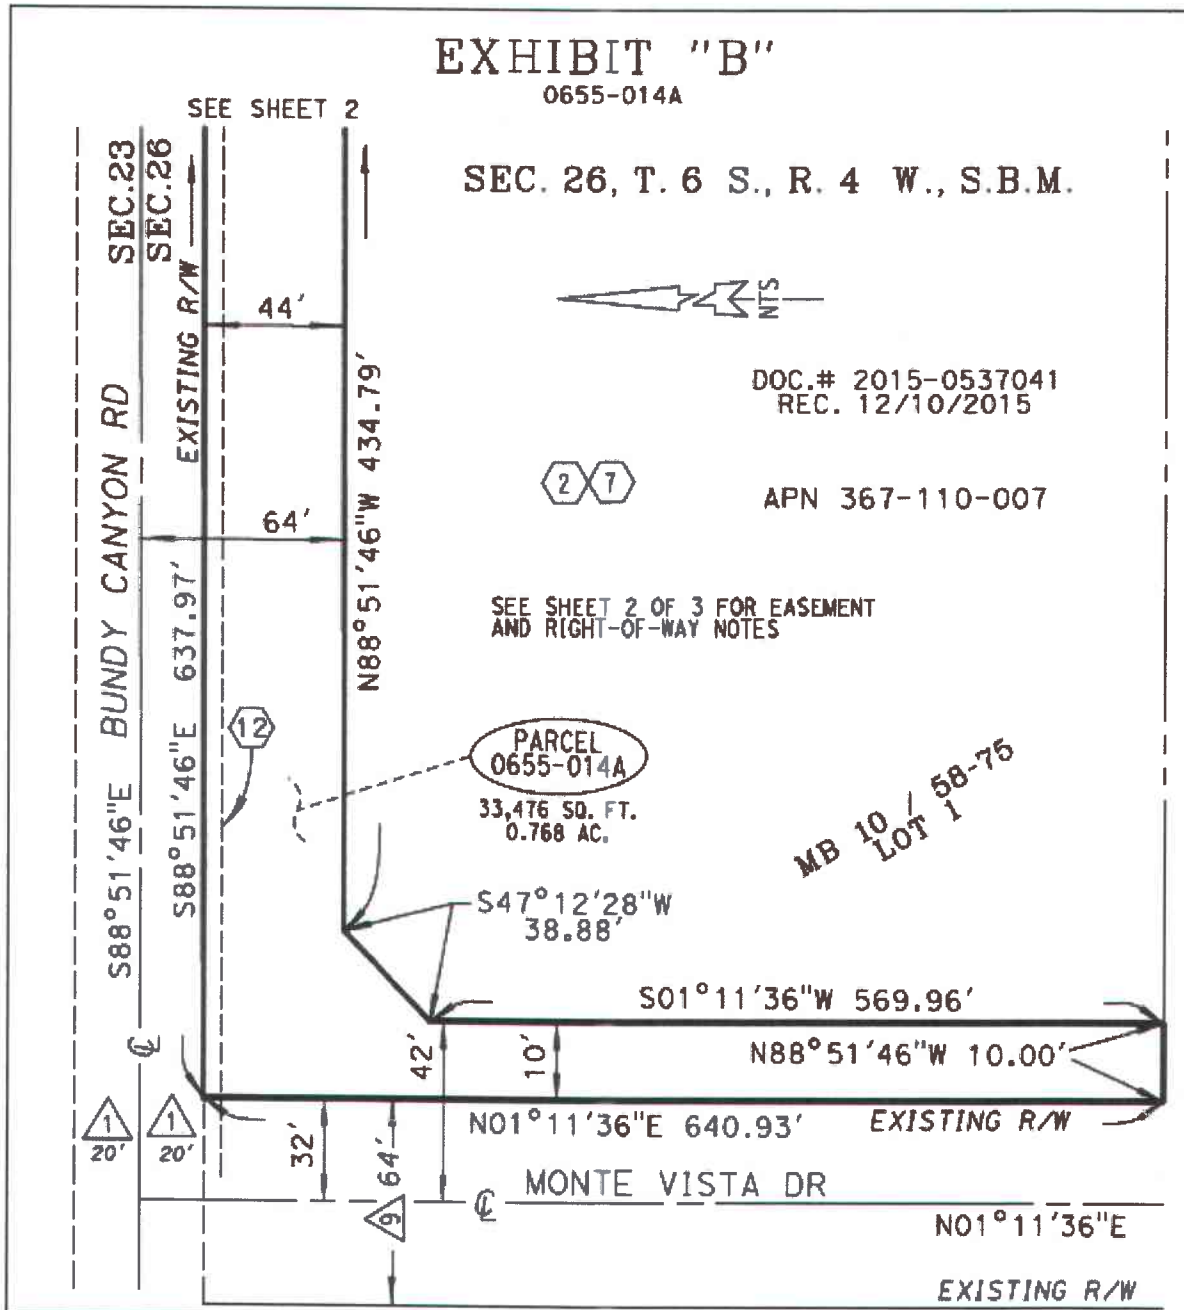 EXHIBIT "B"
0655-014A
SEE SHEET 2
SEC.23
SEC.26
SEC. 26, T. 6 S., R. 4 W., S.B.M.
EXISTING R/W
44'
NTS
DOC.# 2015-0537041
REC. 12/10/2015
N88°51'46"W 434.79'
2
7
APN 367-110-007
64'
S88°51'46"E BUNDY CANYON RD
S88°51'46"E 637.97'
SEE SHEET 2 OF 3 FOR EASEMENT
AND RIGHT-OF-WAY NOTES
12
PARCEL
0655-014A
33,476 SQ. FT.
0.768 AC.
MB 10 / 58-75
LOT 1
S47°12'28"W
38.88'
S01°11'36"W 569.96'
℄
42'
10'
N88°51'46"W 10.00'
1
20'
1
20'
32'
64'
9
N01°11'36"E 640.93'
EXISTING R/W
℄
MONTE VISTA DR
N01°11'36"E
EXISTING R/W